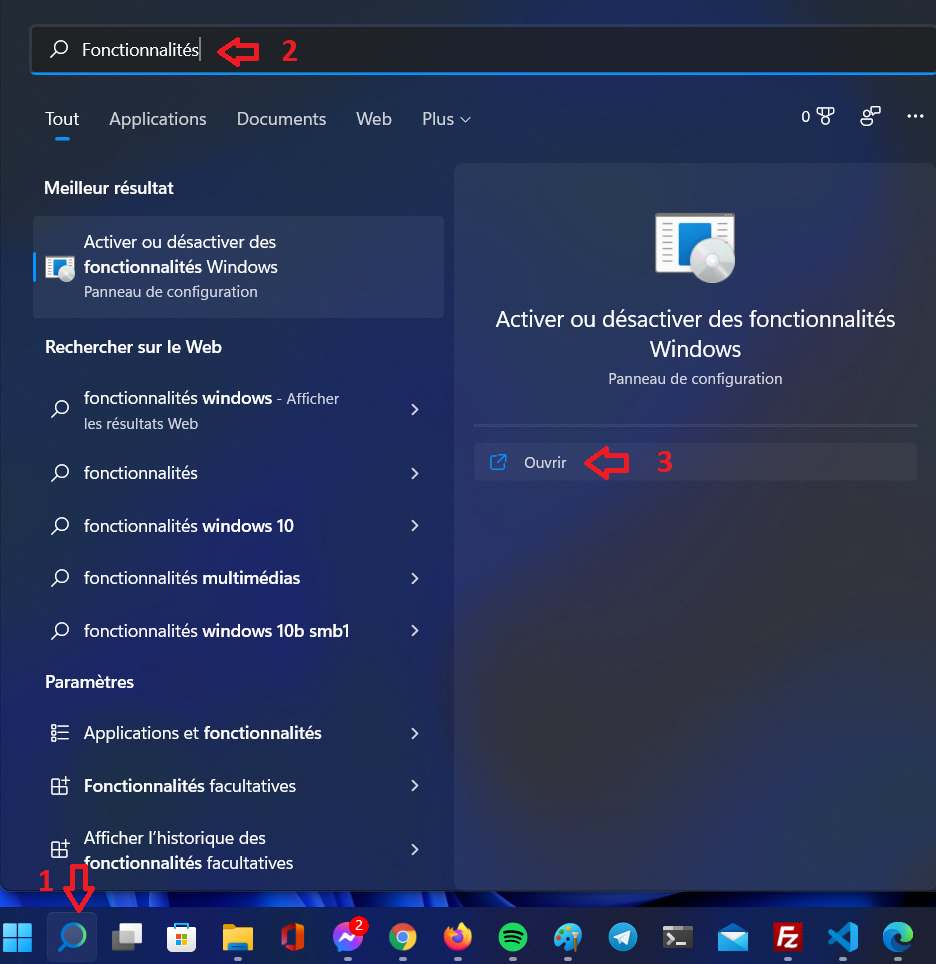 Fonctionnalités
2
Tout Applications Documents Web Plus
0
Meilleur résultat
Activer ou désactiver des
fonctionnalités Windows
Panneau de configuration
Activer ou désactiver des fonctionnalités
Windows
Panneau de configuration
Ouvrir
3
Rechercher sur le Web
fonctionnalités windows - Afficher
les résultats Web
fonctionnalités
fonctionnalités windows 10
fonctionnalités multimédias
fonctionnalités windows 10b smb1
Paramètres
Applications et fonctionnalités
Fonctionnalités facultatives
Afficher l'historique des
fonctionnalités facultatives
1
2
Fz